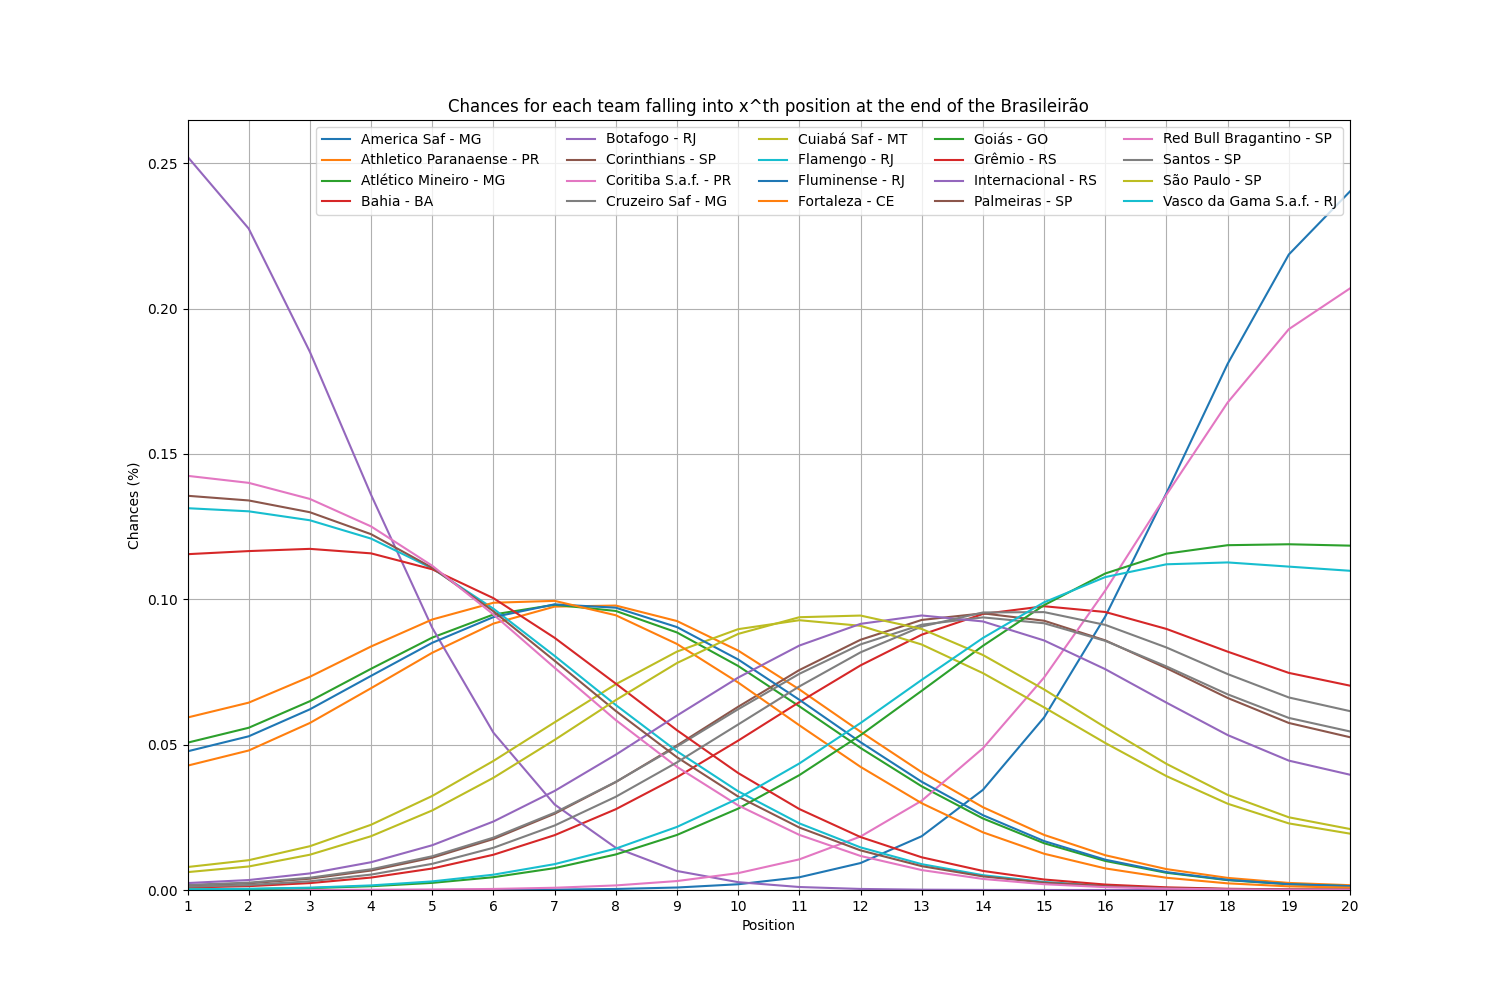 Chances for each team falling into x^th position at the end of the Brasileirão
America Saf - MG
Athletico Paranaense - PR
Atlético Mineiro - MG
Bahia - BA
Botafogo - RJ
Corinthians - SP
Coritiba S.a.f. - PR
Cruzeiro Saf - MG
Cuiabá Saf - MT
Flamengo - RJ
Fluminense - RJ
Fortaleza - CE
Goiás - GO
Grêmio - RS
Internacional - RS
Palmeiras - SP
Red Bull Bragantino - SP
Santos - SP
São Paulo - SP
Vasco da Gama S.a.f. - RJ
Chances (%)
0.25
0.20
0.15
0.10
0.05
0.00
1 2 3 4 5 6 7 8 9 10 11 12 13 14 15 16 17 18 19 20
Position